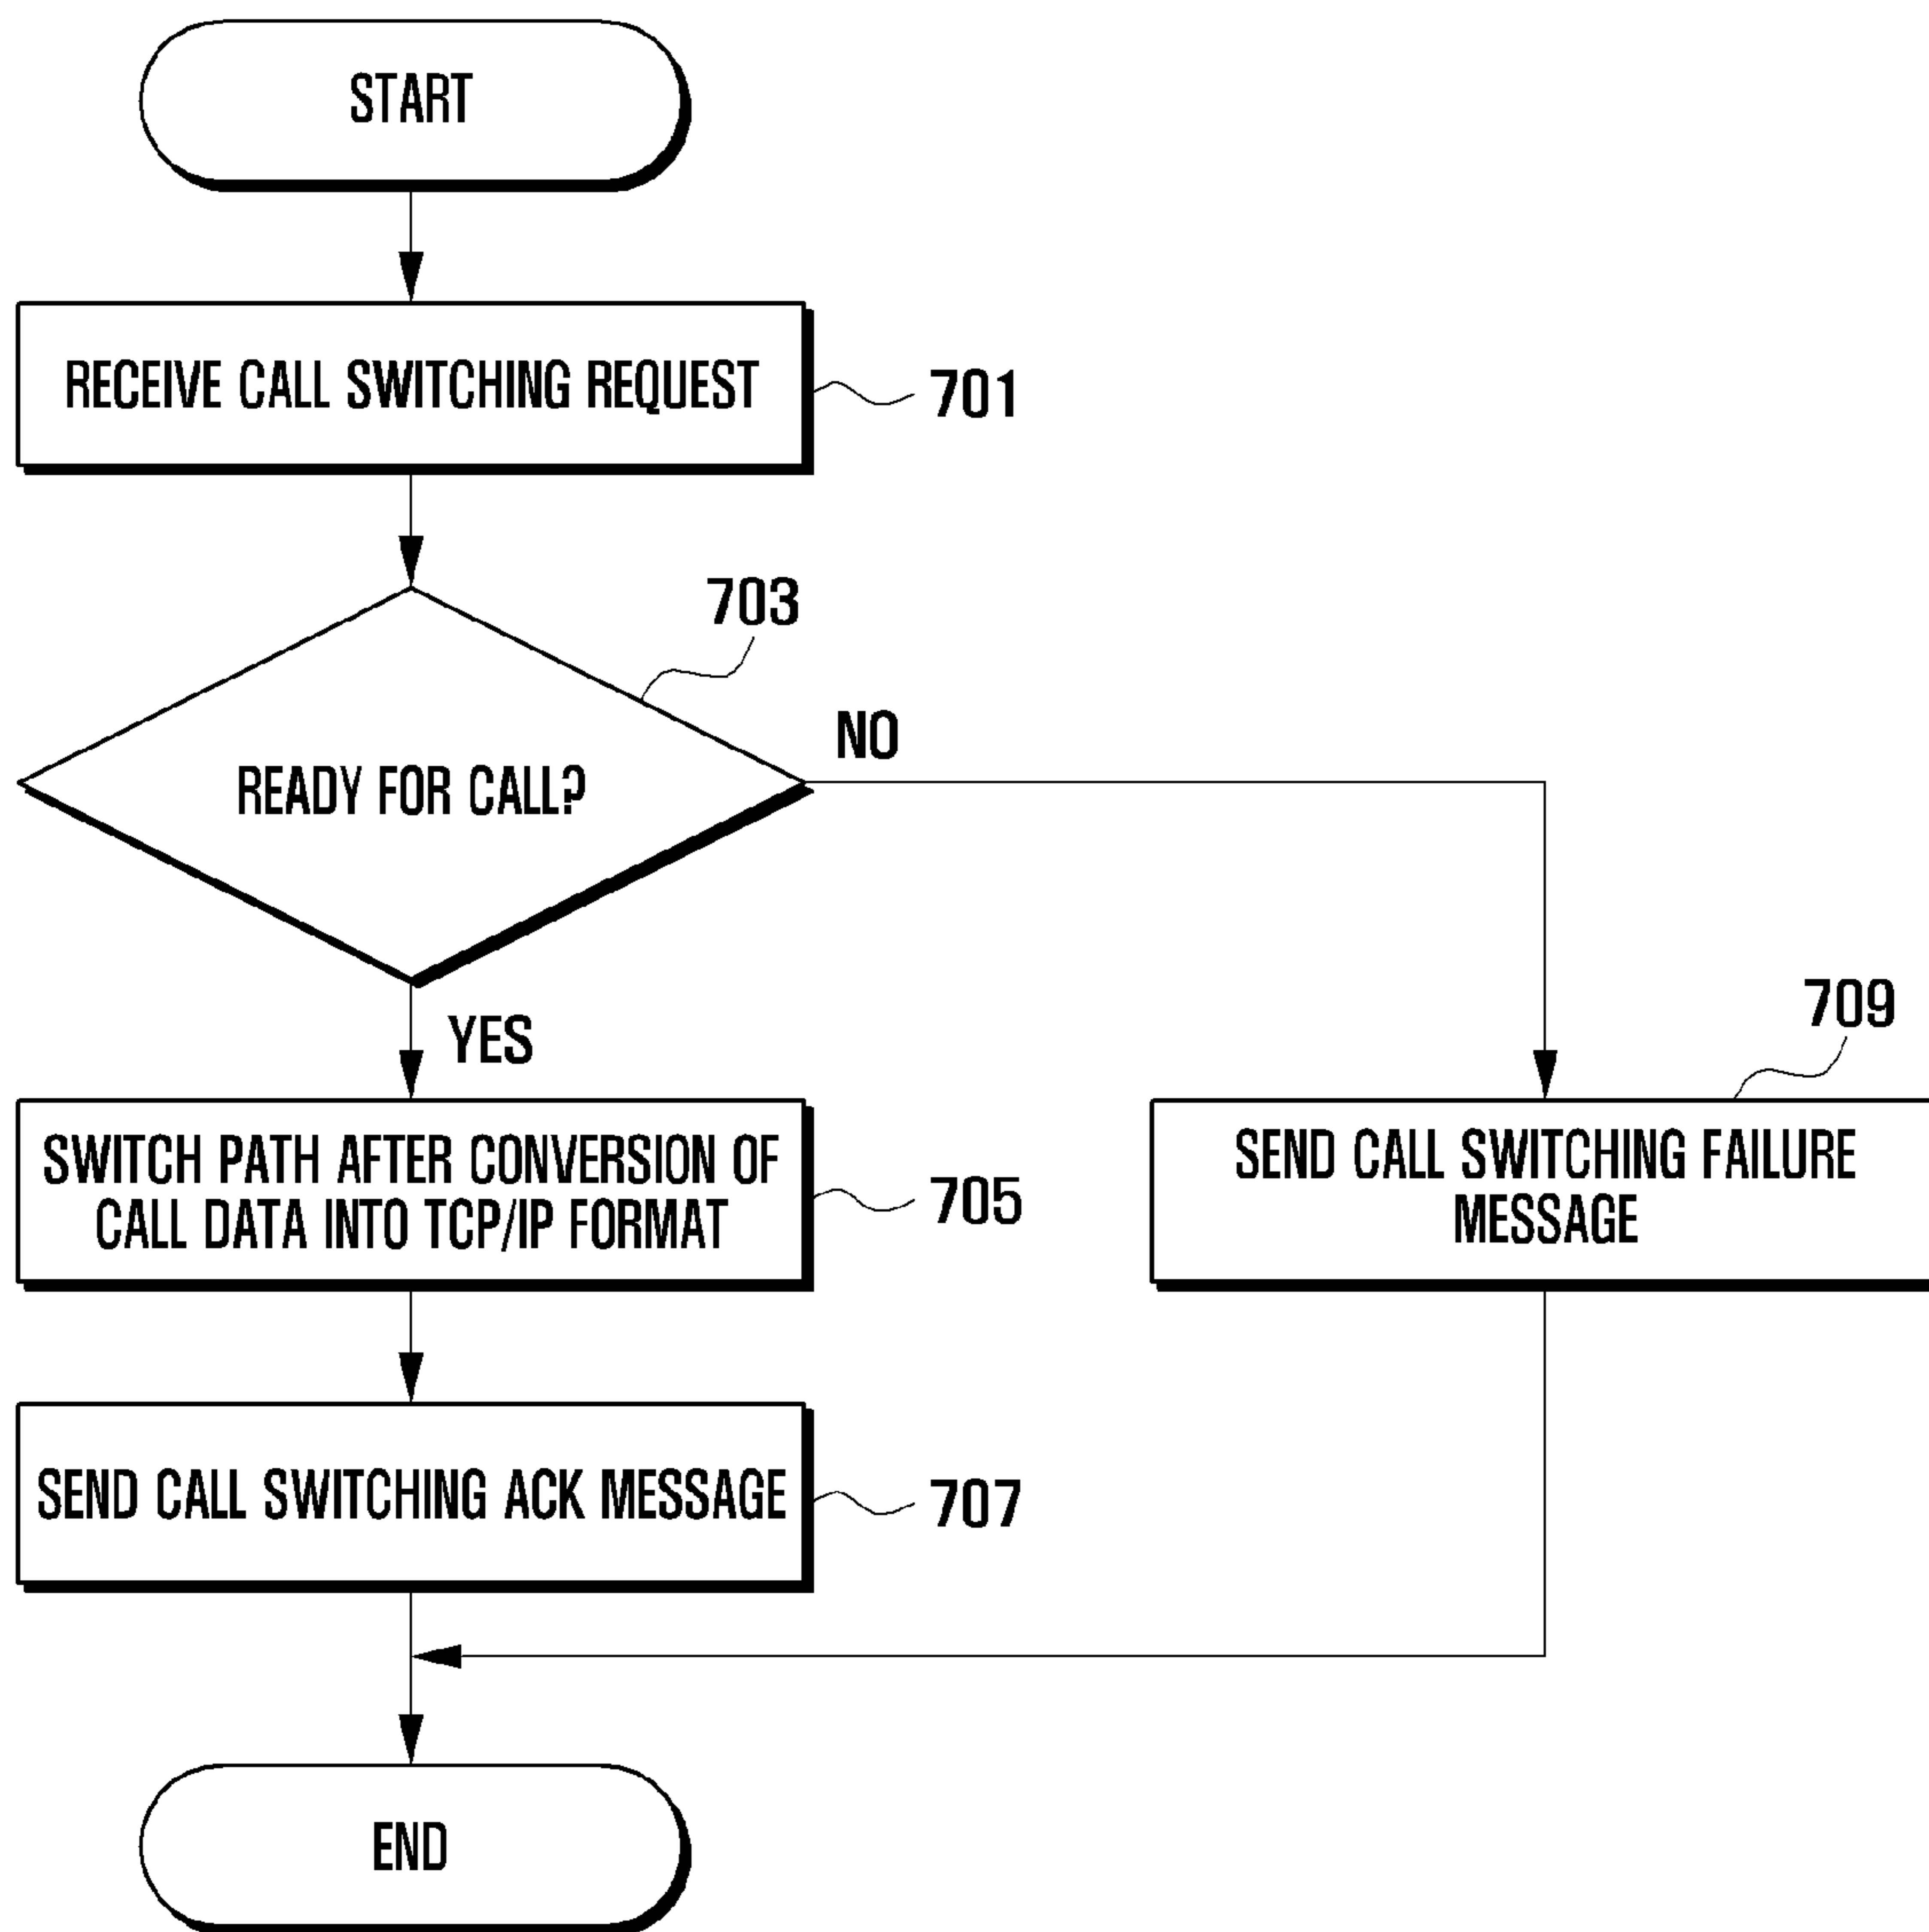 START
RECEIVE CALL SWITCHING REQUEST
701
703
READY FOR CALL?
NO
YES
709
SWITCH PATH AFTER CONVERSION OF
CALL DATA INTO TCP/IP FORMAT
705
SEND CALL SWITCHING FAILURE
MESSAGE
SEND CALL SWITCHING ACK MESSAGE
707
END